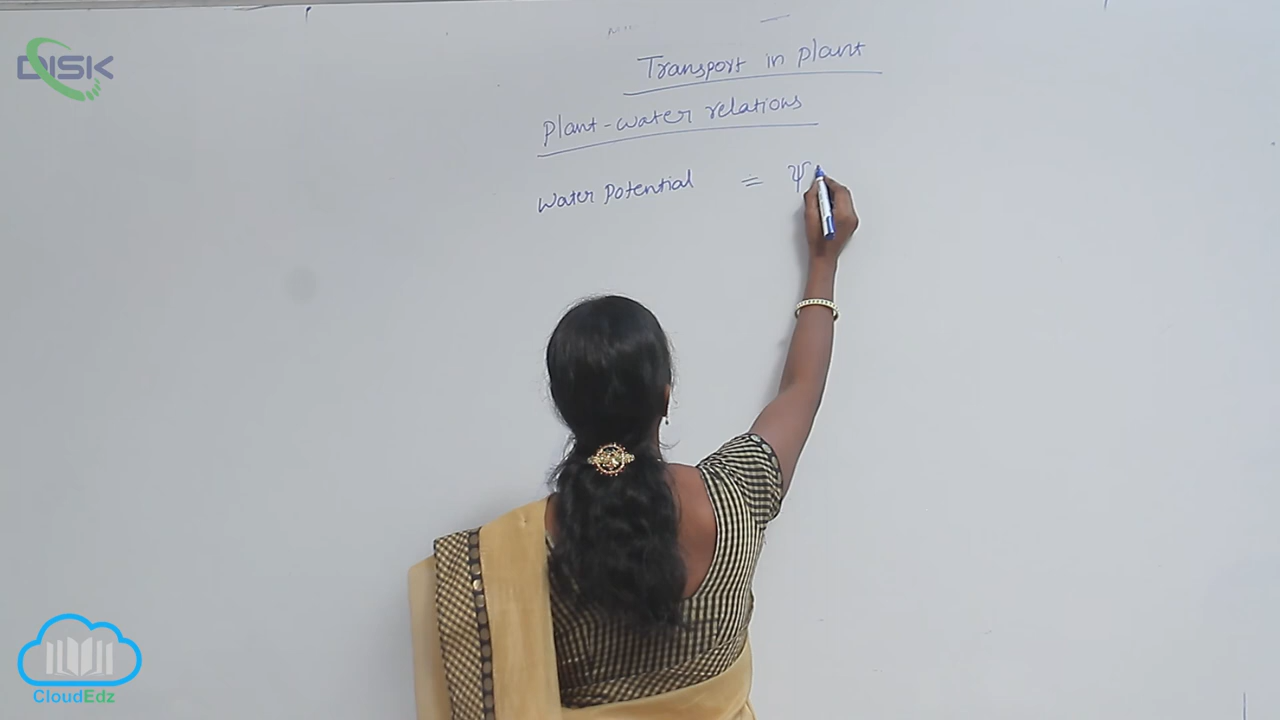 DISK
Transport in plant
Plant-water relations
Water Potential = Ψ
CloudEdz